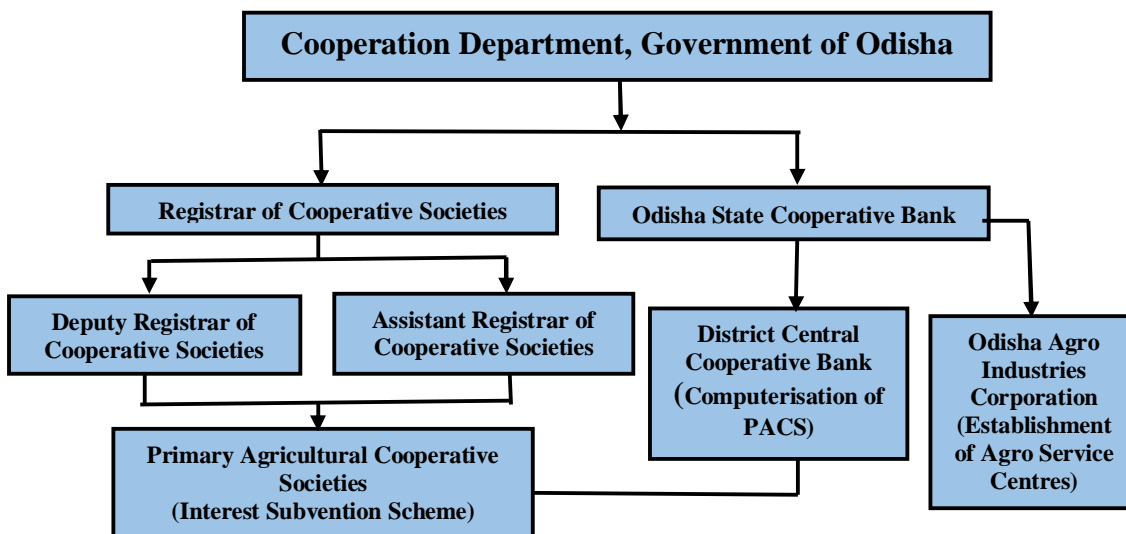 Cooperation Department, Government of Odisha
Registrar of Cooperative Societies
Odisha State Cooperative Bank
Deputy Registrar of
Cooperative Societies
Assistant Registrar of
Cooperative Societies
District Central
Cooperative Bank
(Computerisation of
PACS)
Odisha Agro
Industries
Corporation
(Establishment
of Agro Service
Centres)
Primary Agricultural Cooperative
Societies
(Interest Subvention Scheme)